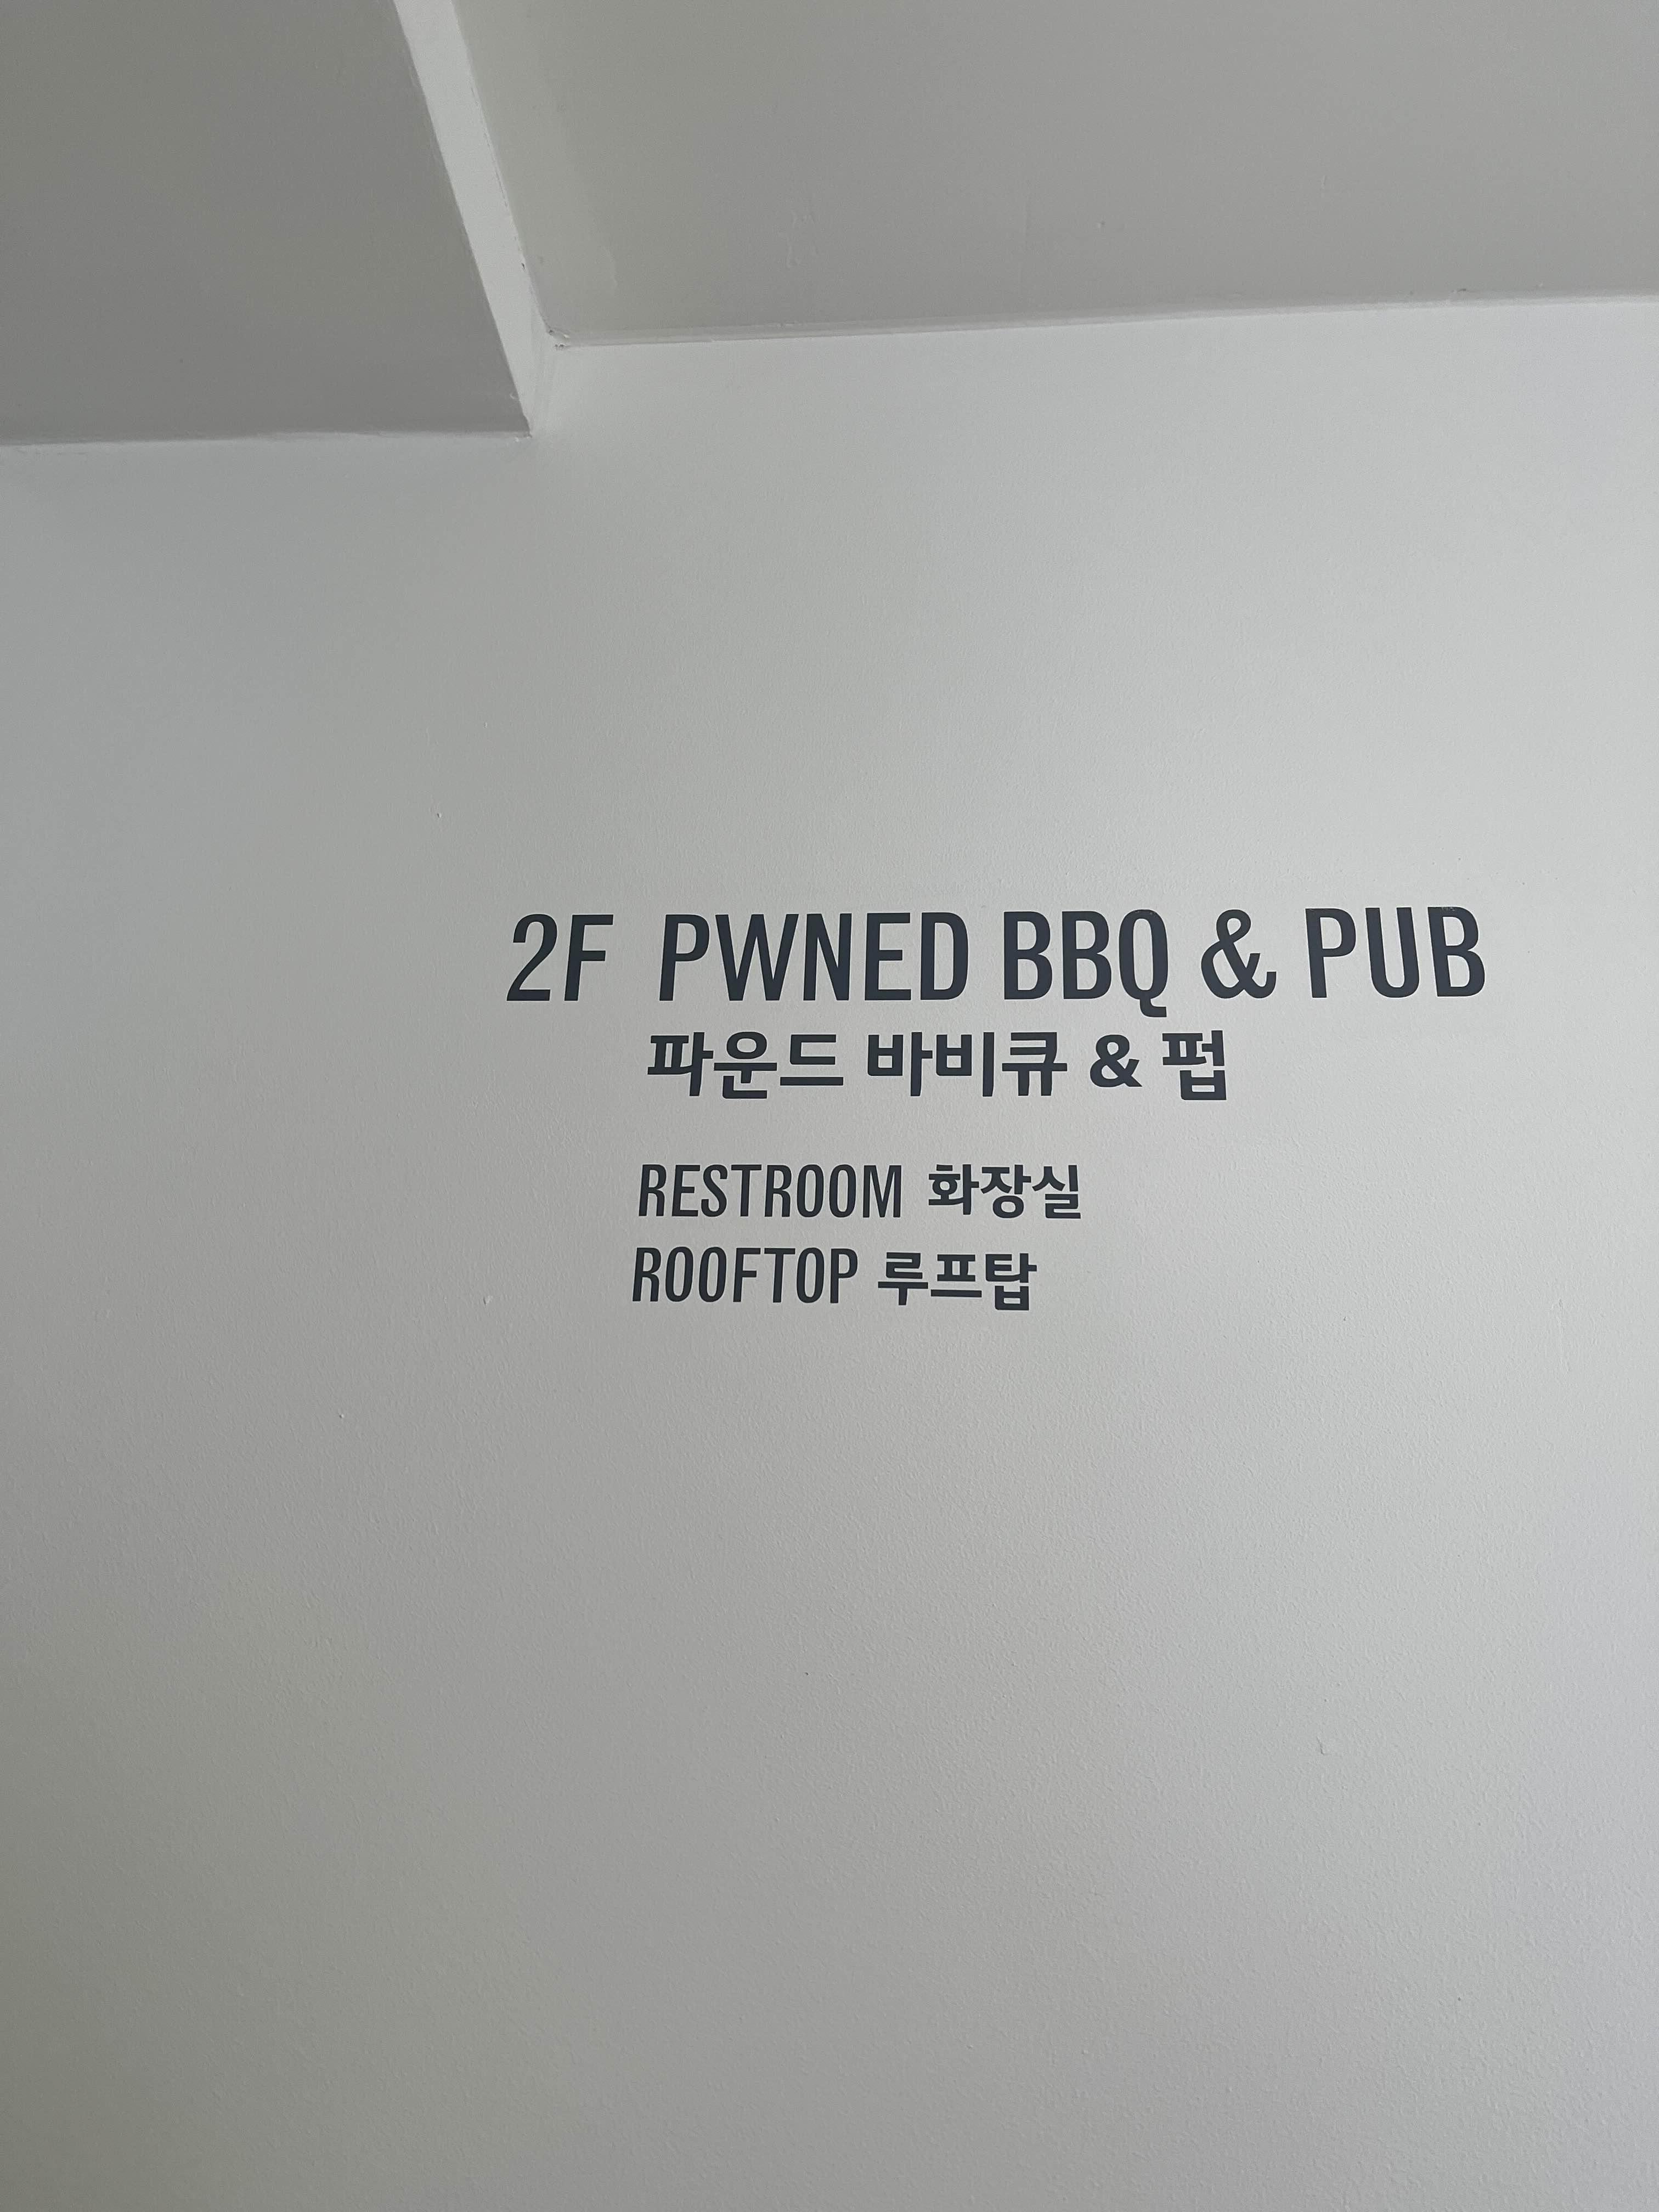 2F PWNED BBQ & PUB
파운드 바비큐 & 펍
RESTROOM 화장실
ROOFTOP 루프탑